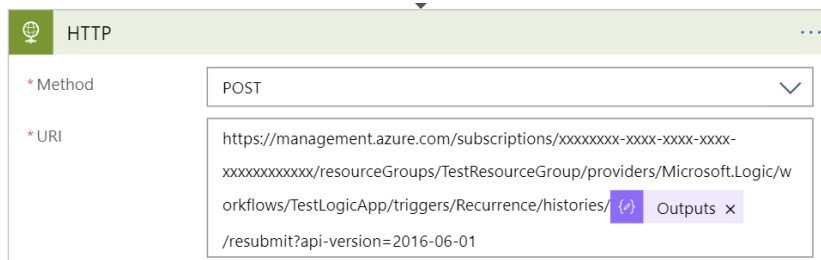 HTTP
* Method
POST
* URI
https://management.azure.com/subscriptions/xxxxxxxx-xxxx-xxxx-xxxx-
xxxxxxxxxxxx/resourceGroups/TestResourceGroup/providers/Microsoft.Logic/w
orkflows/TestLogicApp/triggers/Recurrence/histories/ Outputs ×
/resubmit?api-version=2016-06-01